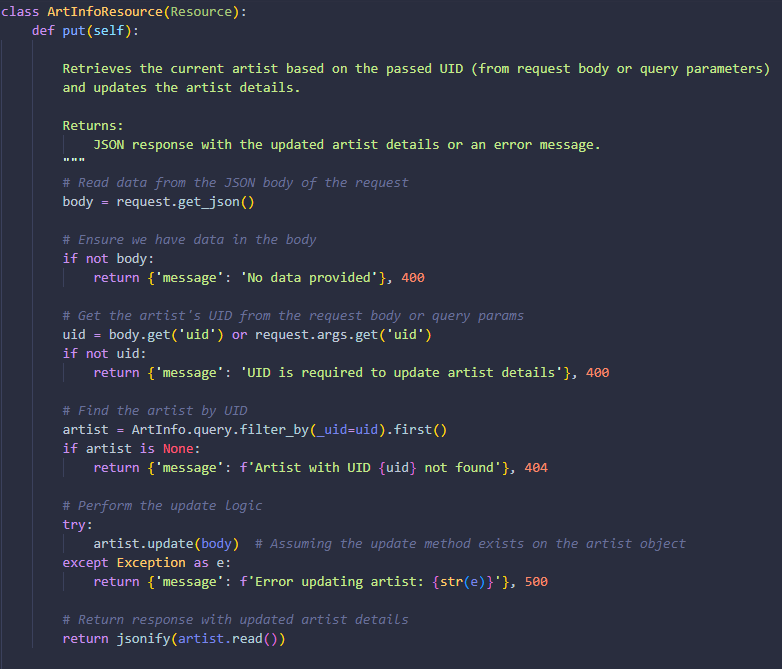 class ArtInfoResource(Resource):
    def put(self):
        Retrieves the current artist based on the passed UID (from request body or query parameters)
        and updates the artist details.
        Returns:
            JSON response with the updated artist details or an error message.
        """
        # Read data from the JSON body of the request
        body = request.get_json()
        # Ensure we have data in the body
        if not body:
            return {'message': 'No data provided'}, 400
        # Get the artist's UID from the request body or query params
        uid = body.get('uid') or request.args.get('uid')
        if not uid:
            return {'message': 'UID is required to update artist details'}, 400
        # Find the artist by UID
        artist = ArtInfo.query.filter_by(_uid=uid).first()
        if artist is None:
            return {'message': f'Artist with UID {uid} not found'}, 404
        # Perform the update logic
        try:
            artist.update(body)  # Assuming the update method exists on the artist object
        except Exception as e:
            return {'message': f'Error updating artist: {str(e)}'}, 500
        # Return response with updated artist details
        return jsonify(artist.read())